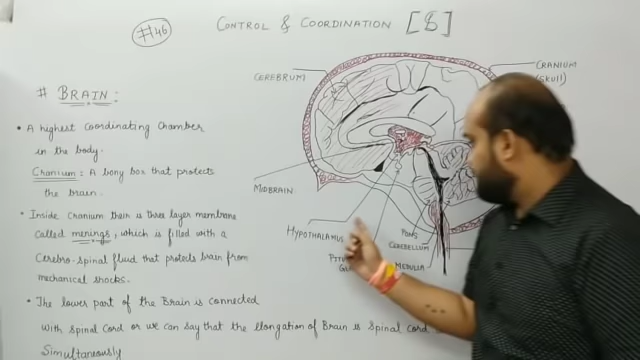 #46
CONTROL & COORDINATION [8]
# BRAIN:
• A highest Coordinating Chamber
in the body.
Cranium: A bony box that protects
the brain.
• Inside Cranium their is three layer membrane
called menings, which is filled with a
Cerebro-spinal fluid that protects brain from
mechanical shocks.
• The lower part of the Brain is connected
with Spinal Cord or we can say that the elongation of Brain is Spinal Cord
Simultaneously
CEREBRUM
CRANIUM
(SKULL)
MIDBRAIN
HYPOTHALAMUS
PONS
CEREBELLUM
MEDULLA